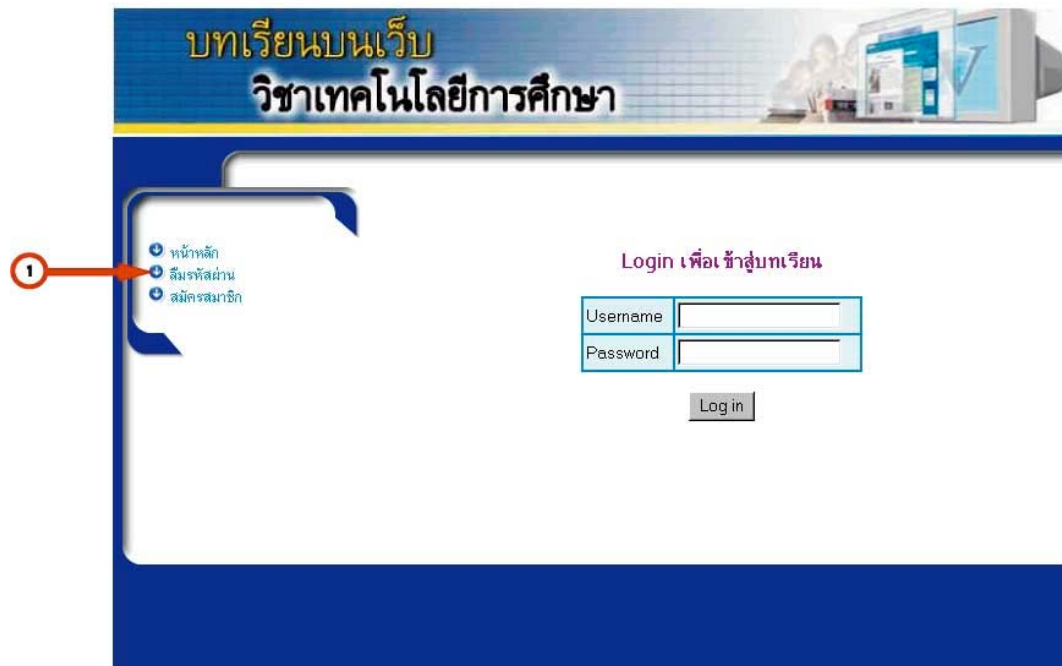 บทเรียนบนเว็บ
วิชาเทคโนโลยีการศึกษา
1
หน้าหลัก
ลืมรหัสผ่าน
สมัครสมาชิก
Login เพื่อเข้าสู่บทเรียน
Username
Password
Log in